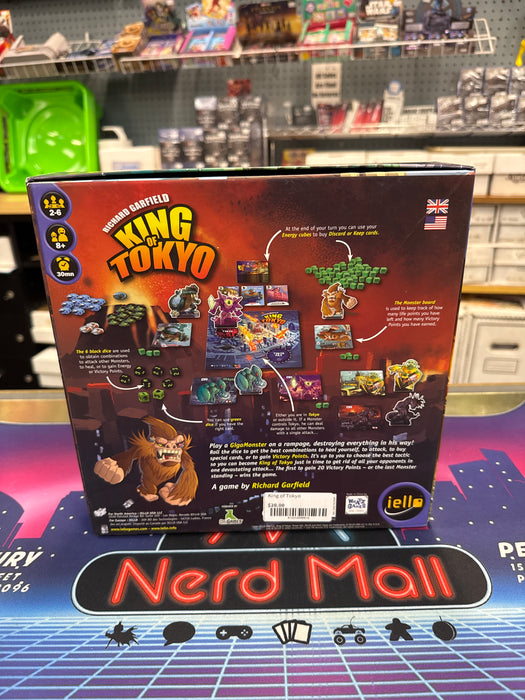 RICHARD GARFIELD
KING
OF
TOKYO
2-6
8+
30mn
At the end of your turn you can use your
Energy cubes to buy Discard or Keep cards.
The Monster board
is used to keep track of how
many life points you have
left and how many Victory
Points you have earned.
The 6 black dice are used
to obtain combinations
to attack other Monsters,
to heal, or to gain Energy
or Victory Points.
KING
TOKYO
You can use green
dice if you have the
right card.
Either you are in Tokyo
or outside it. If a Monster
controls Tokyo, he can deal
damage to all other Monsters
with a simple attack...
Play a GigaMonster on a rampage, destroying everything in his way!
Roll the dice to get the best combinations to heal yourself, to attack, to buy
special cards, or to gain Victory Points. It's up to you to choose the best tactic
so you can become King of Tokyo just in time to get rid of all your opponents in
one devastating attack... The first to gain 20 Victory Points – or the last Monster
standing – wins the game.
A game by Richard Garfield
King of Tokyo
$39.99
iello
www.iellogames.com
Nerd Mall
PE
15